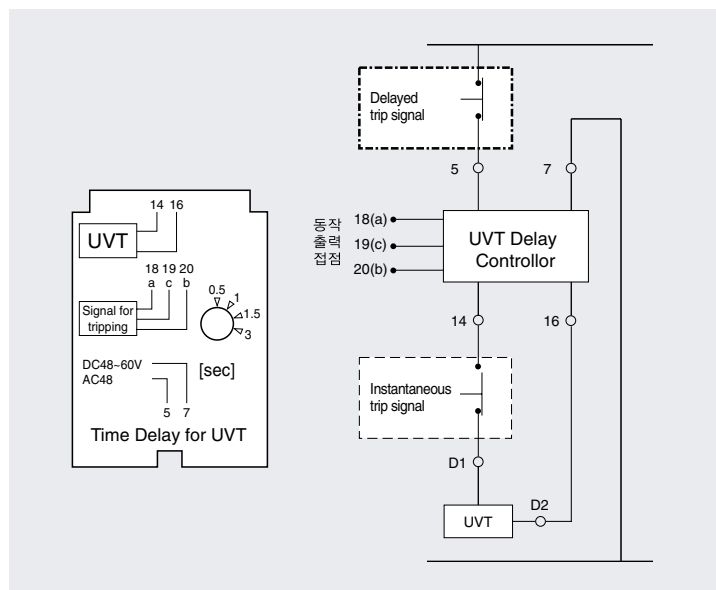 14 16
UVT
18 19 20
a c b
Signal for
tripping
0.5
1
1.5
3
DC48~60V
AC48
[sec]
5 7
Time Delay for UVT
Delayed
trip signal
5
7
동작
출력
접점
18(a)
19(c)
20(b)
UVT Delay
Controllor
14
16
Instantaneous
trip signal
D1
D2
UVT